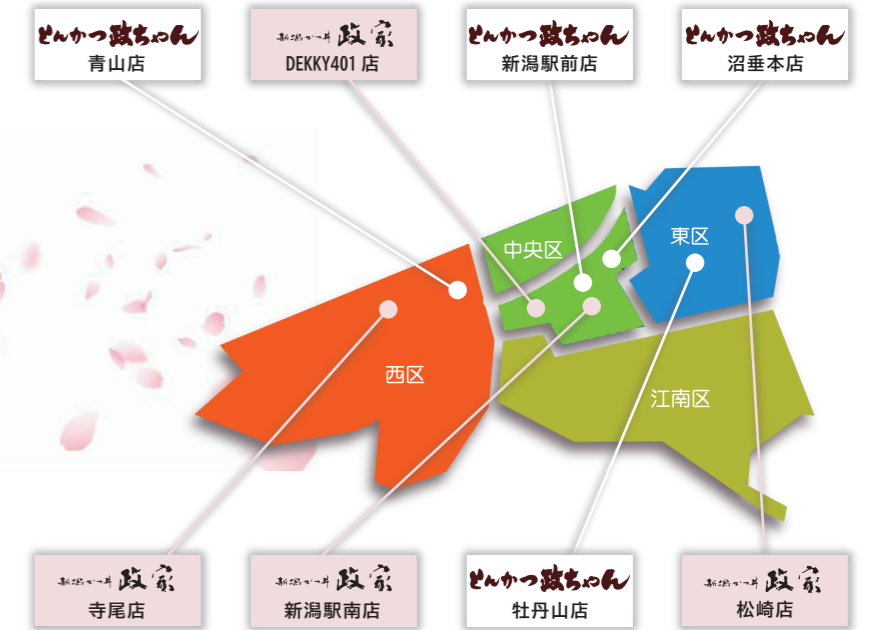 とんかつ政ちゃん
青山店
新潟かつ丼 政家
DEKKY401 店
とんかつ政ちゃん
新潟駅前店
とんかつ政ちゃん
沼垂本店
中央区
東区
西区
江南区
新潟かつ丼 政家
寺尾店
新潟かつ丼 政家
新潟駅南店
とんかつ政ちゃん
牡丹山店
新潟かつ丼 政家
松崎店